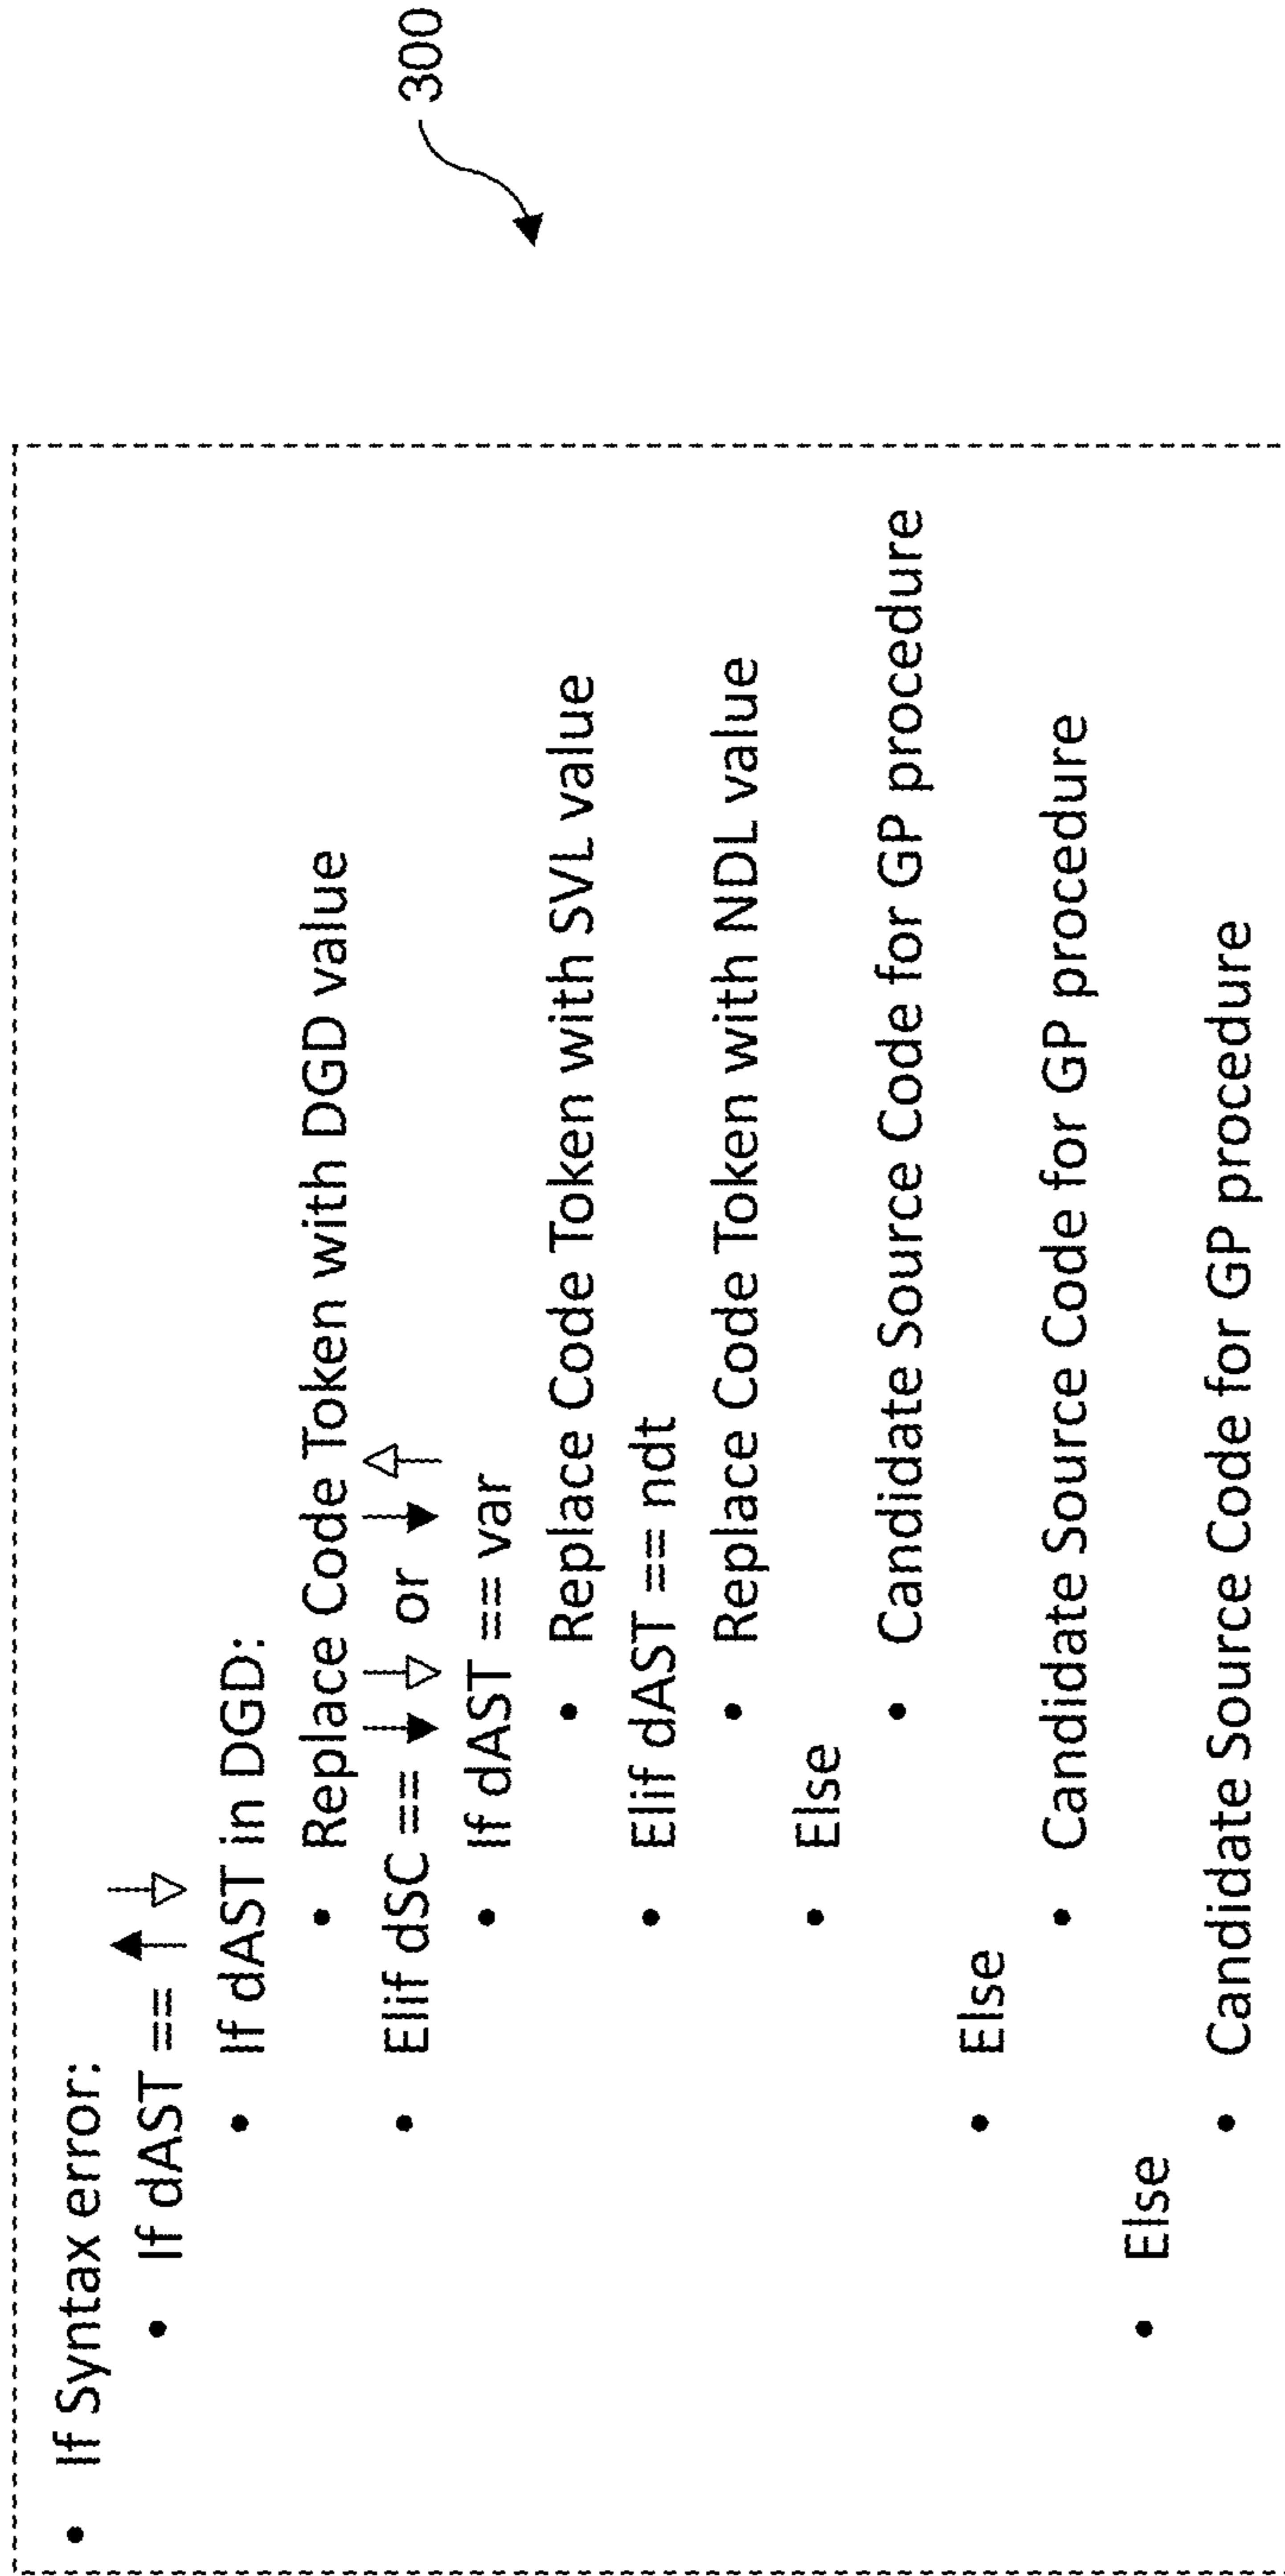 • If Syntax error:
• If dAST == ↑ ⇩
• If dAST in DGD:
• Replace Code Token with DGD value
• Elif dSC == ↓ ⇩ or ↓ ⇧
• If dAST == var
• Replace Code Token with SVL value
• Elif dAST == ndt
• Replace Code Token with NDL value
• Else
• Candidate Source Code for GP procedure
• Else
• Candidate Source Code for GP procedure
• Else
• Candidate Source Code for GP procedure
300